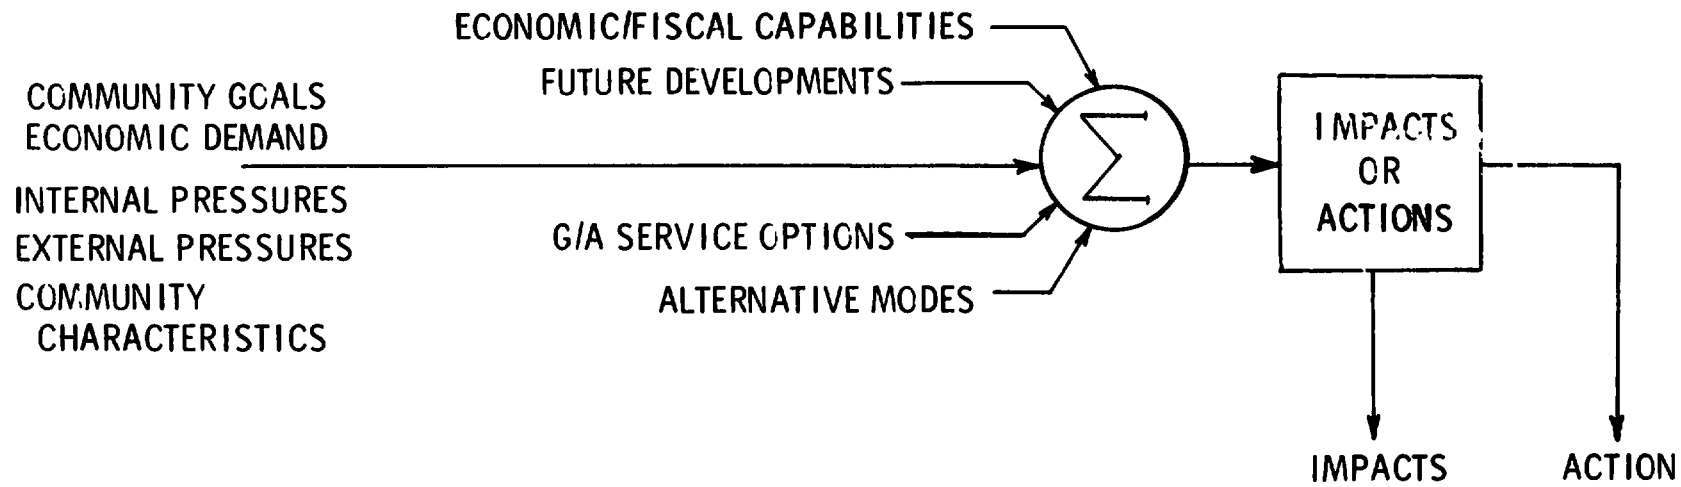 ECONOMIC/FISCAL CAPABILITIES
FUTURE DEVELOPMENTS
COMMUNITY GOALS
ECONOMIC DEMAND
INTERNAL PRESSURES
EXTERNAL PRESSURES
COMMUNITY
CHARACTERISTICS
G/A SERVICE OPTIONS
ALTERNATIVE MODES
Σ
IMPACTS
OR
ACTIONS
IMPACTS
ACTION